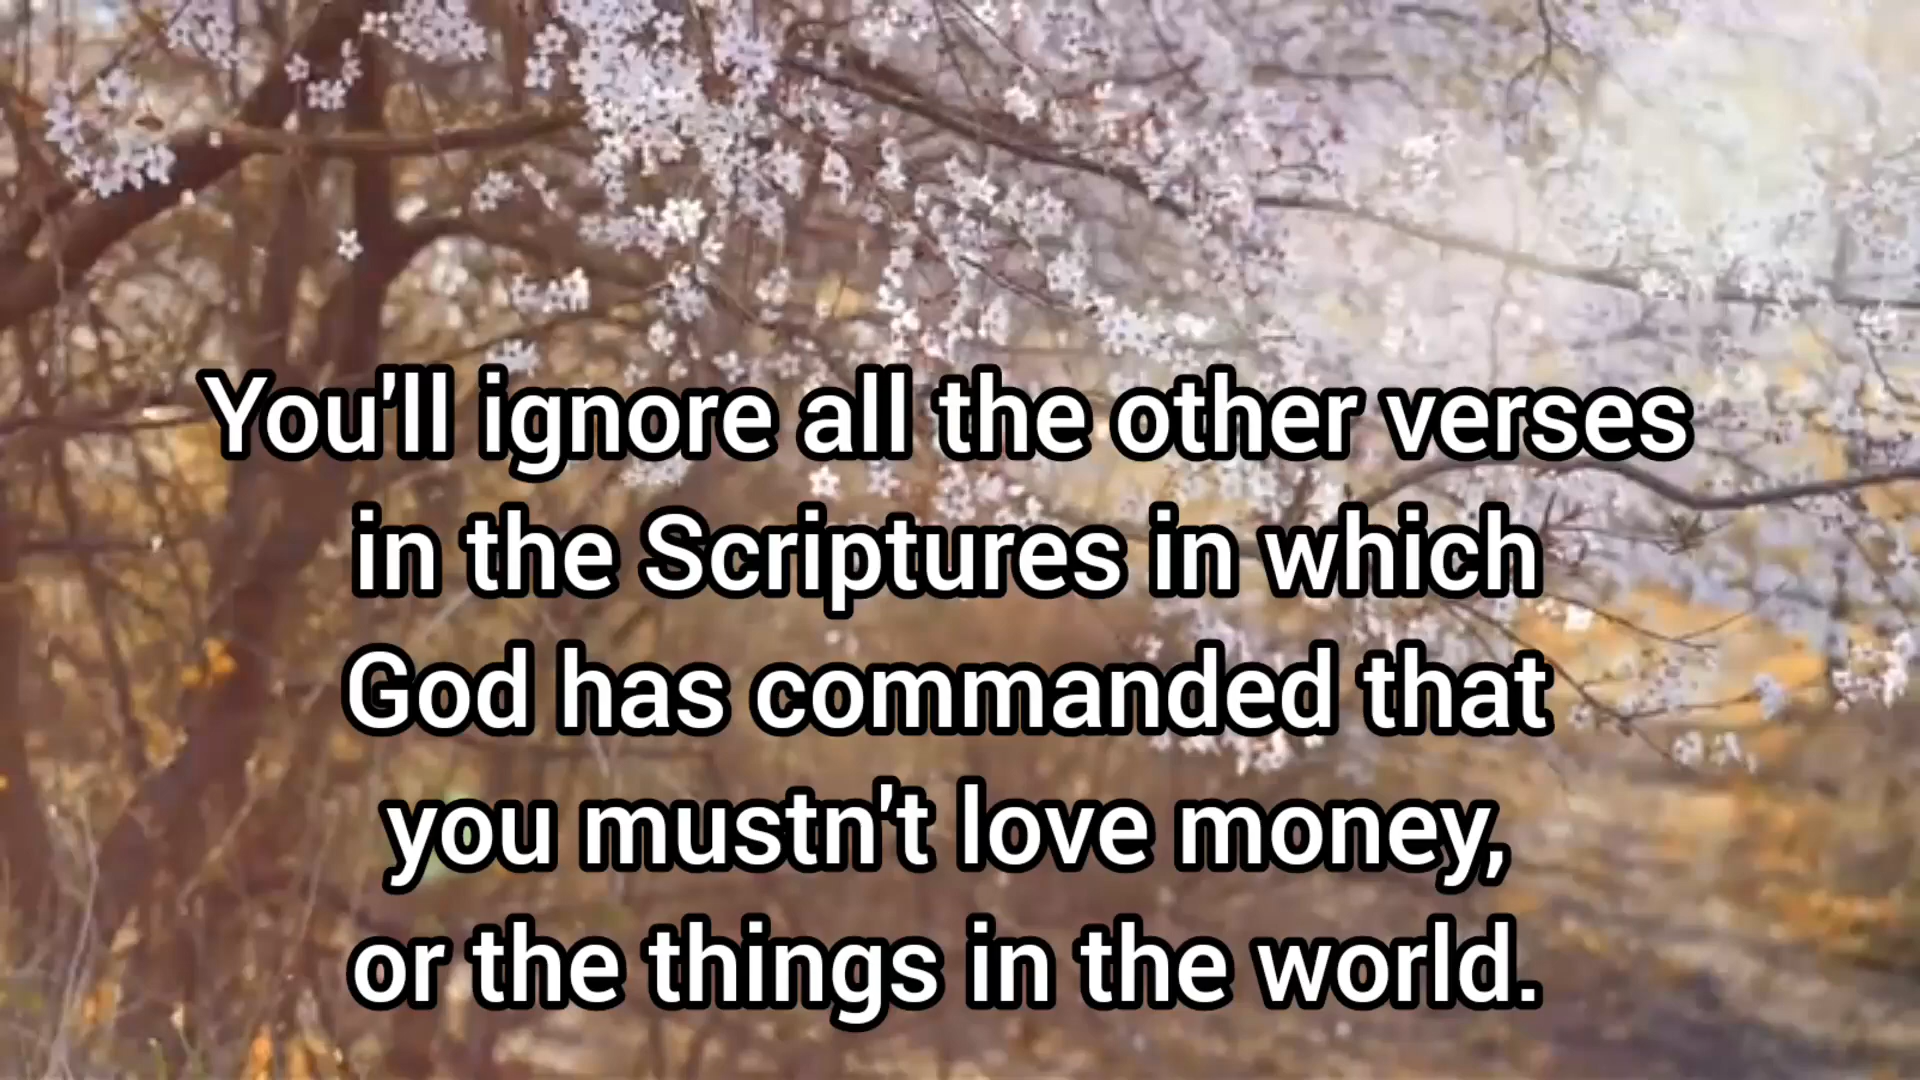 You'll ignore all the other verses
in the Scriptures in which
God has commanded that
you mustn't love money,
or the things in the world.